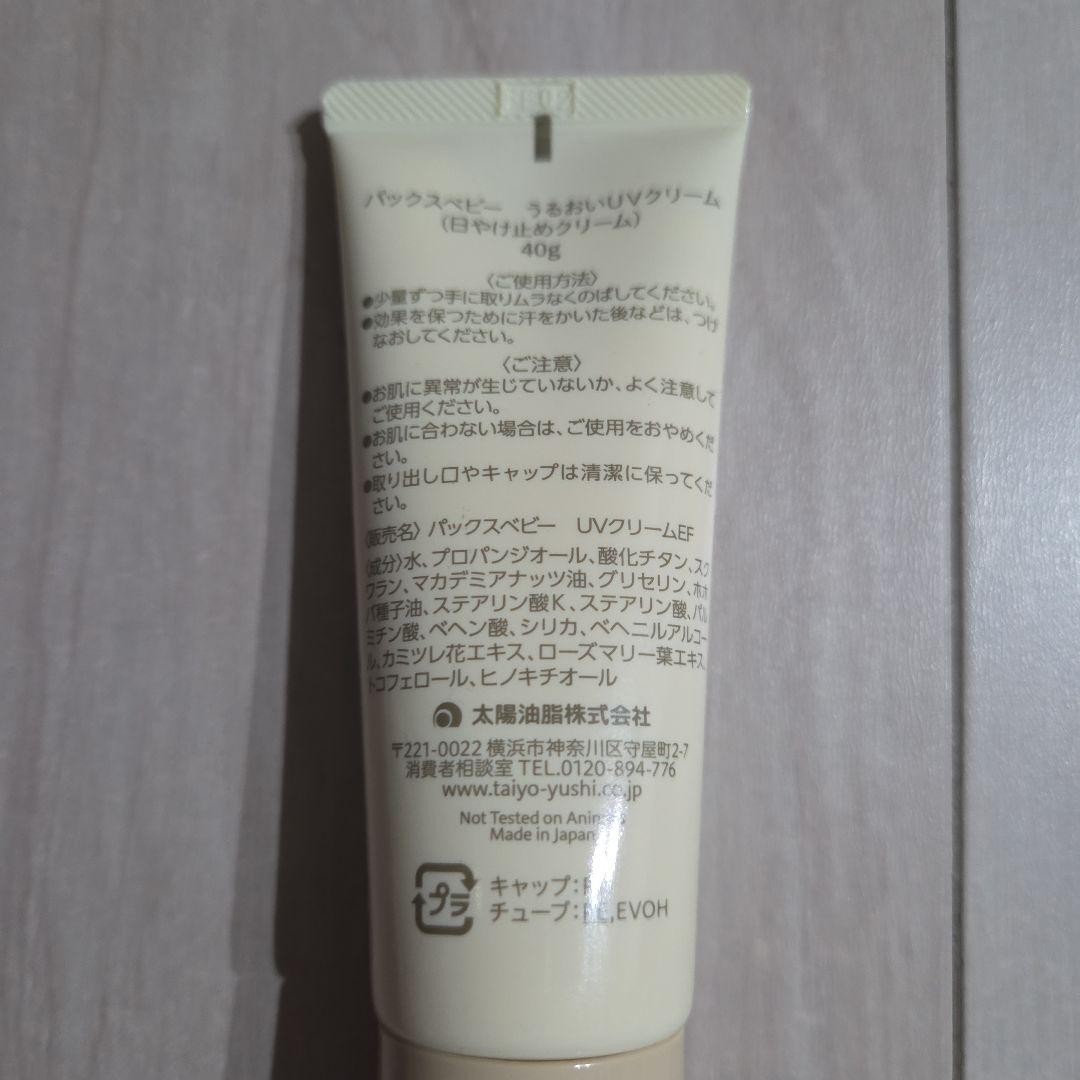 パックスベビー　うるおいUVクリーム
（日やけ止めクリーム）
40g
〈ご使用方法〉
●少量ずつ手に取りムラなくのばしてください。
●効果を保つために汗をかいた後などは、つけ
なおしてください。
〈ご注意〉
●お肌に異常が生じていないか、よく注意して
ご使用ください。
●お肌に合わない場合は、ご使用をおやめくだ
さい。
●取り出し口やキャップは清潔に保ってくだ
さい。
〈販売名〉パックスベビー　UVクリームEF
〈成分〉水、プロパンジオール、酸化チタン、スク
ワラン、マカデミアナッツ油、グリセリン、ホホ
バ種子油、ステアリン酸K、ステアリン酸、パル
ミチン酸、ベヘン酸、シリカ、ベヘニルアルコー
ル、カミツレ花エキス、ローズマリー葉エキス、
トコフェロール、ヒノキチオール
太陽油脂株式会社
〒221-0022 横浜市神奈川区守屋町2-7
消費者相談室 TEL.0120-894-776
www.taiyo-yushi.co.jp
Not Tested on Animals
Made in Japan
プラ
キャップ：
チューブ：PE,EVOH